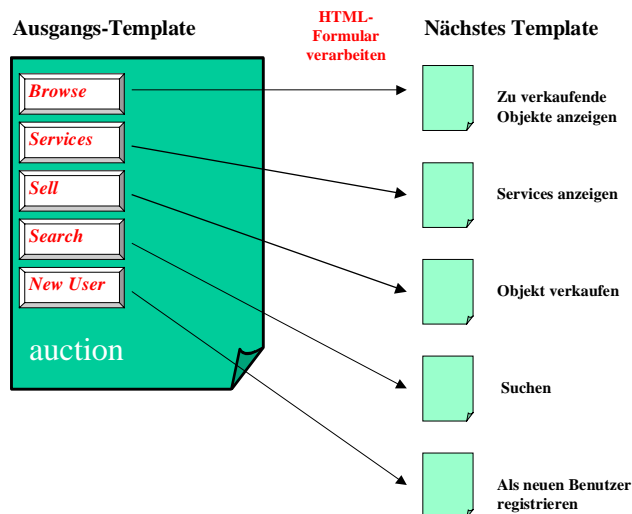 Ausgangs-Template
HTML-
Formular
verarbeiten
Nächstes Template
Browse
Services
Sell
Search
New User
auction
Zu verkaufende
Objekte anzeigen
Services anzeigen
Objekt verkaufen
Suchen
Als neuen Benutzer
registrieren